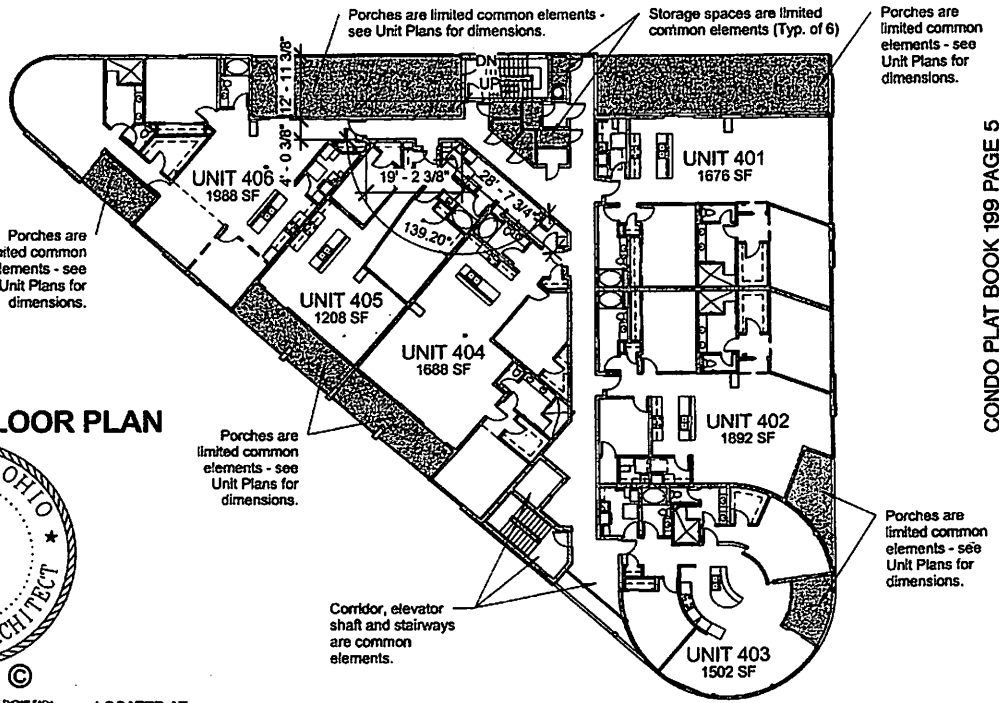 Porches are limited common elements -
see Unit Plans for dimensions.
Storage spaces are limited
common elements (Typ. of 6)
Porches are
limited common
elements - see
Unit Plans for
dimensions.
DN
UP
12' - 11 3/8"
4' - 0 3/8"
19' - 2 3/8"
28' - 7 3/4"
139.20°
UNIT 406
1988 SF
UNIT 401
1676 SF
Porches are
limited common
elements - see
Unit Plans for
dimensions.
UNIT 405
1208 SF
UNIT 404
1688 SF
UNIT 402
1892 SF
CONDO PLAT BOOK 199 PAGE 5
LOOR PLAN
OHIO
★
CHITECT
©
Porches are
limited common
elements - see
Unit Plans for
dimensions.
Porches are
limited common
elements - see
Unit Plans for
dimensions.
Corridor, elevator
shaft and stairways
are common
elements.
UNIT 403
1502 SF
LOCATED AT